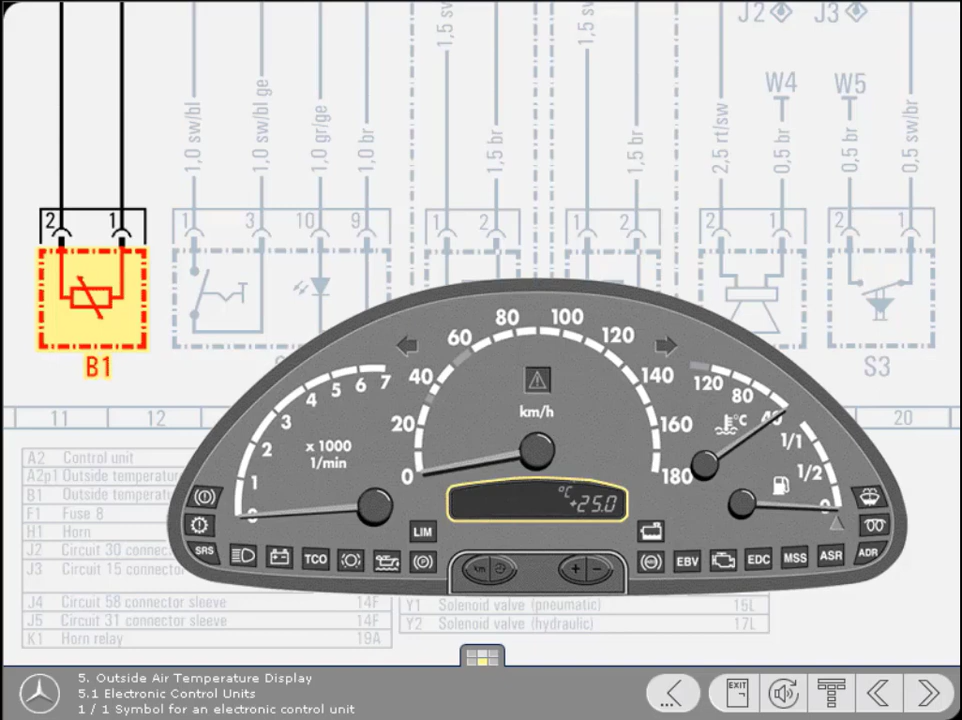 J2 J3
1,5 sw
1,5 sw
W4 W5
1,0 sw/bl
1,0 sw/bl ge
1,0 gr/ge
1,0 br
1,5 br
1,5 br
2,5 rt/sw
0,5 br
0,5 br
0,5 sw/br
2 1 1 3 10 9 1 2 1 2 2 1 2 1
B1
S3
11 12 20
80 100
60 120
40 140
20 160
0 180
km/h
1 2 3 4 5 6 7
0
x 1000
1/min
120 80 40
°C
1/1
1/2
0
°C
+25.0
LIM
SRS TCO P ABS EBV EDC MSS ASR ADR
km + −
A2 Control unit
A2p1 Outside temperature
B1 Outside temperatu
F1 Fuse 8
H1 Horn
J2 Circuit 30 connec
J3 Circuit 15 connecto
J4 Circuit 58 connector sleeve 14F
J5 Circuit 31 connector sleeve 14F
K1 Horn relay 19A
Y1 Solenoid valve (pneumatic) 15L
Y2 Solenoid valve (hydraulic) 17L
5. Outside Air Temperature Display
5.1 Electronic Control Units
1 / 1 Symbol for an electronic control unit
EXIT